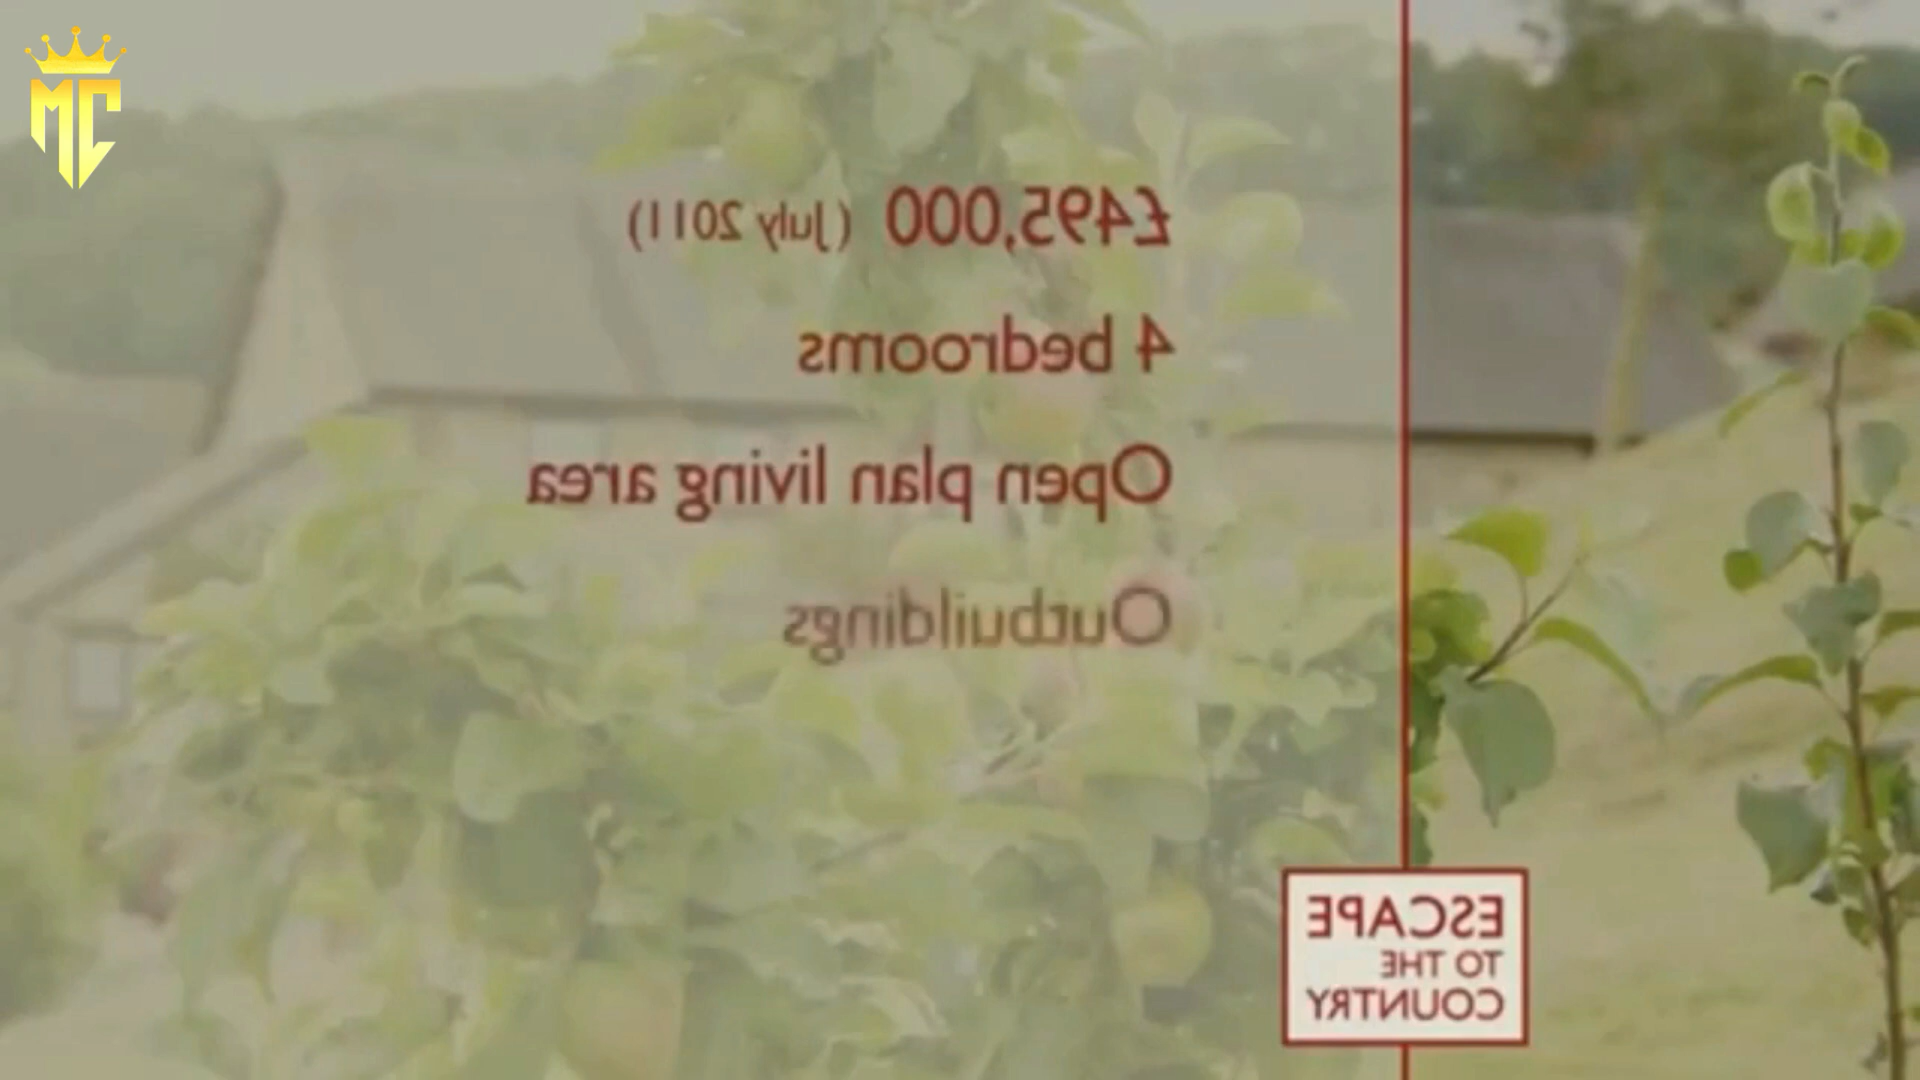 MC
£495,000 (July 2011)
4 bedrooms
Open plan living area
Outbuildings
ESCAPE
TO THE
COUNTRY